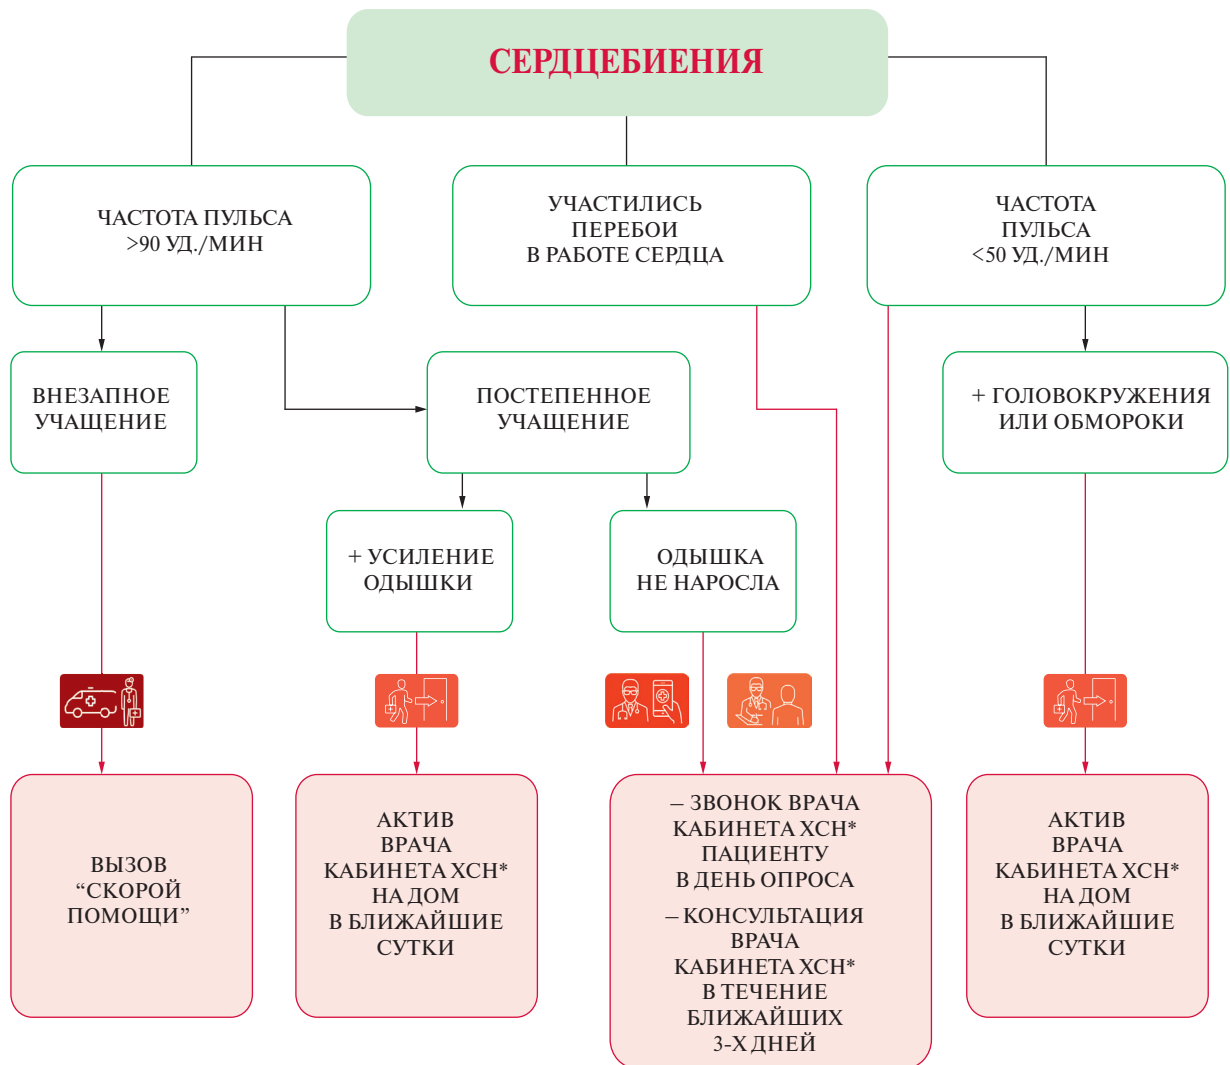 СЕРДЦЕБИЕНИЯ
ЧАСТОТА ПУЛЬСА
>90 УД./МИН
УЧАСТИЛИСЬ
ПЕРЕБОИ
В РАБОТЕ СЕРДЦА
ЧАСТОТА
ПУЛЬСА
<50 УД./МИН
ВНЕЗАПНОЕ
УЧАЩЕНИЕ
ПОСТЕПЕННОЕ
УЧАЩЕНИЕ
+ ГОЛОВОКРУЖЕНИЯ
ИЛИ ОБМОРОКИ
+ УСИЛЕНИЕ
ОДЫШКИ
ОДЫШКА
НЕ НАРОСЛА
ВЫЗОВ
“СКОРОЙ
ПОМОЩИ”
АКТИВ
ВРАЧА
КАБИНЕТА ХСН*
НА ДОМ
В БЛИЖАЙШИЕ
СУТКИ
– ЗВОНОК ВРАЧА
КАБИНЕТА ХСН*
ПАЦИЕНТУ
В ДЕНЬ ОПРОСА
– КОНСУЛЬТАЦИЯ
ВРАЧА
КАБИНЕТА ХСН*
В ТЕЧЕНИЕ
БЛИЖАЙШИХ
3-Х ДНЕЙ
АКТИВ
ВРАЧА
КАБИНЕТА ХСН*
НА ДОМ
В БЛИЖАЙШИЕ
СУТКИ